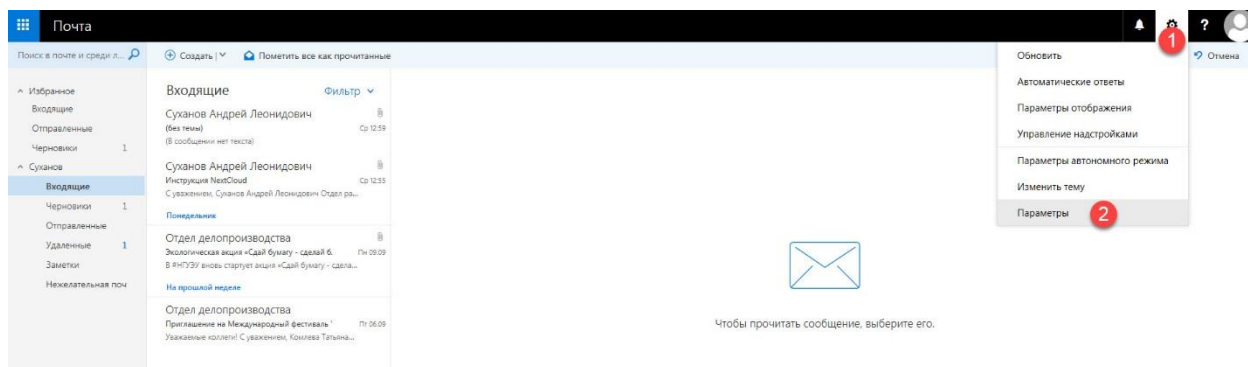 Почта
?
1
Поиск в почте и среди л...
Создать
Пометить все как прочитанные
Отмена
Избранное
Входящие
Отправленные
Черновики 1
Суханов
Входящие
Черновики 1
Отправленные
Удаленные 1
Заметки
Нежелательная поч
Входящие Фильтр
Суханов Андрей Леонидович
(без темы) Ср 12:59
(В сообщении нет текста)
Суханов Андрей Леонидович
Инструкция NextCloud Ср 12:55
С уважением, Суханов Андрей Леонидович Отдел ра...
Понедельник
Отдел делопроизводства
Экологическая акция «Сдай бумагу - сделай б. Пн 09.09
В #НГУЭУ вновь стартует акция «Сдай бумагу - сдела...
На прошлой неделе
Отдел делопроизводства
Приглашение на Международный фестиваль ' Пт 06.09
Уважаемые коллеги! С уважением, Комлева Татьяна...
Обновить
Автоматические ответы
Параметры отображения
Управление надстройками
Параметры автономного режима
Изменить тему
Параметры 2
Чтобы прочитать сообщение, выберите его.